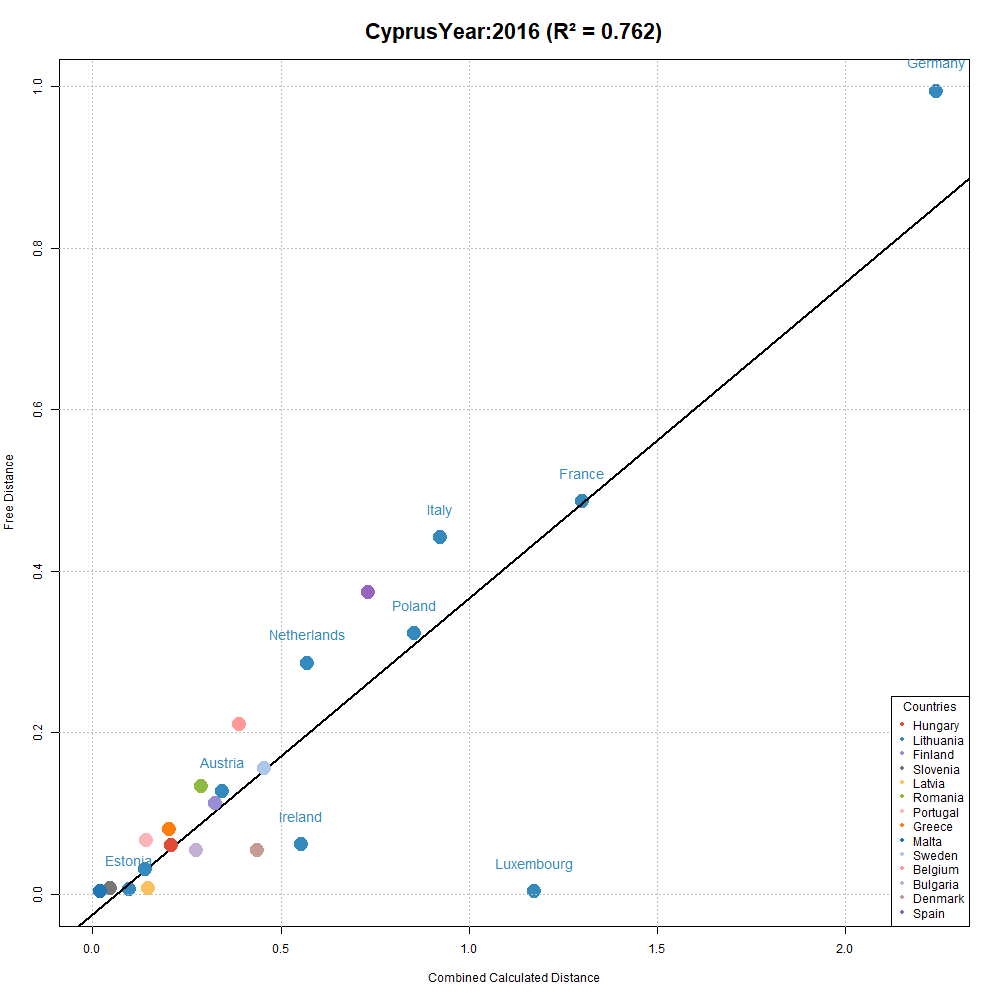 CyprusYear:2016 (R² = 0.762)
Germany
France
Italy
Poland
Netherlands
Austria
Ireland
Luxembourg
Estonia
Free Distance
1.0
0.8
0.6
0.4
0.2
0.0
0.0
0.5
1.0
1.5
2.0
Combined Calculated Distance
Countries
Hungary
Lithuania
Finland
Slovenia
Latvia
Romania
Portugal
Greece
Malta
Sweden
Belgium
Bulgaria
Denmark
Spain